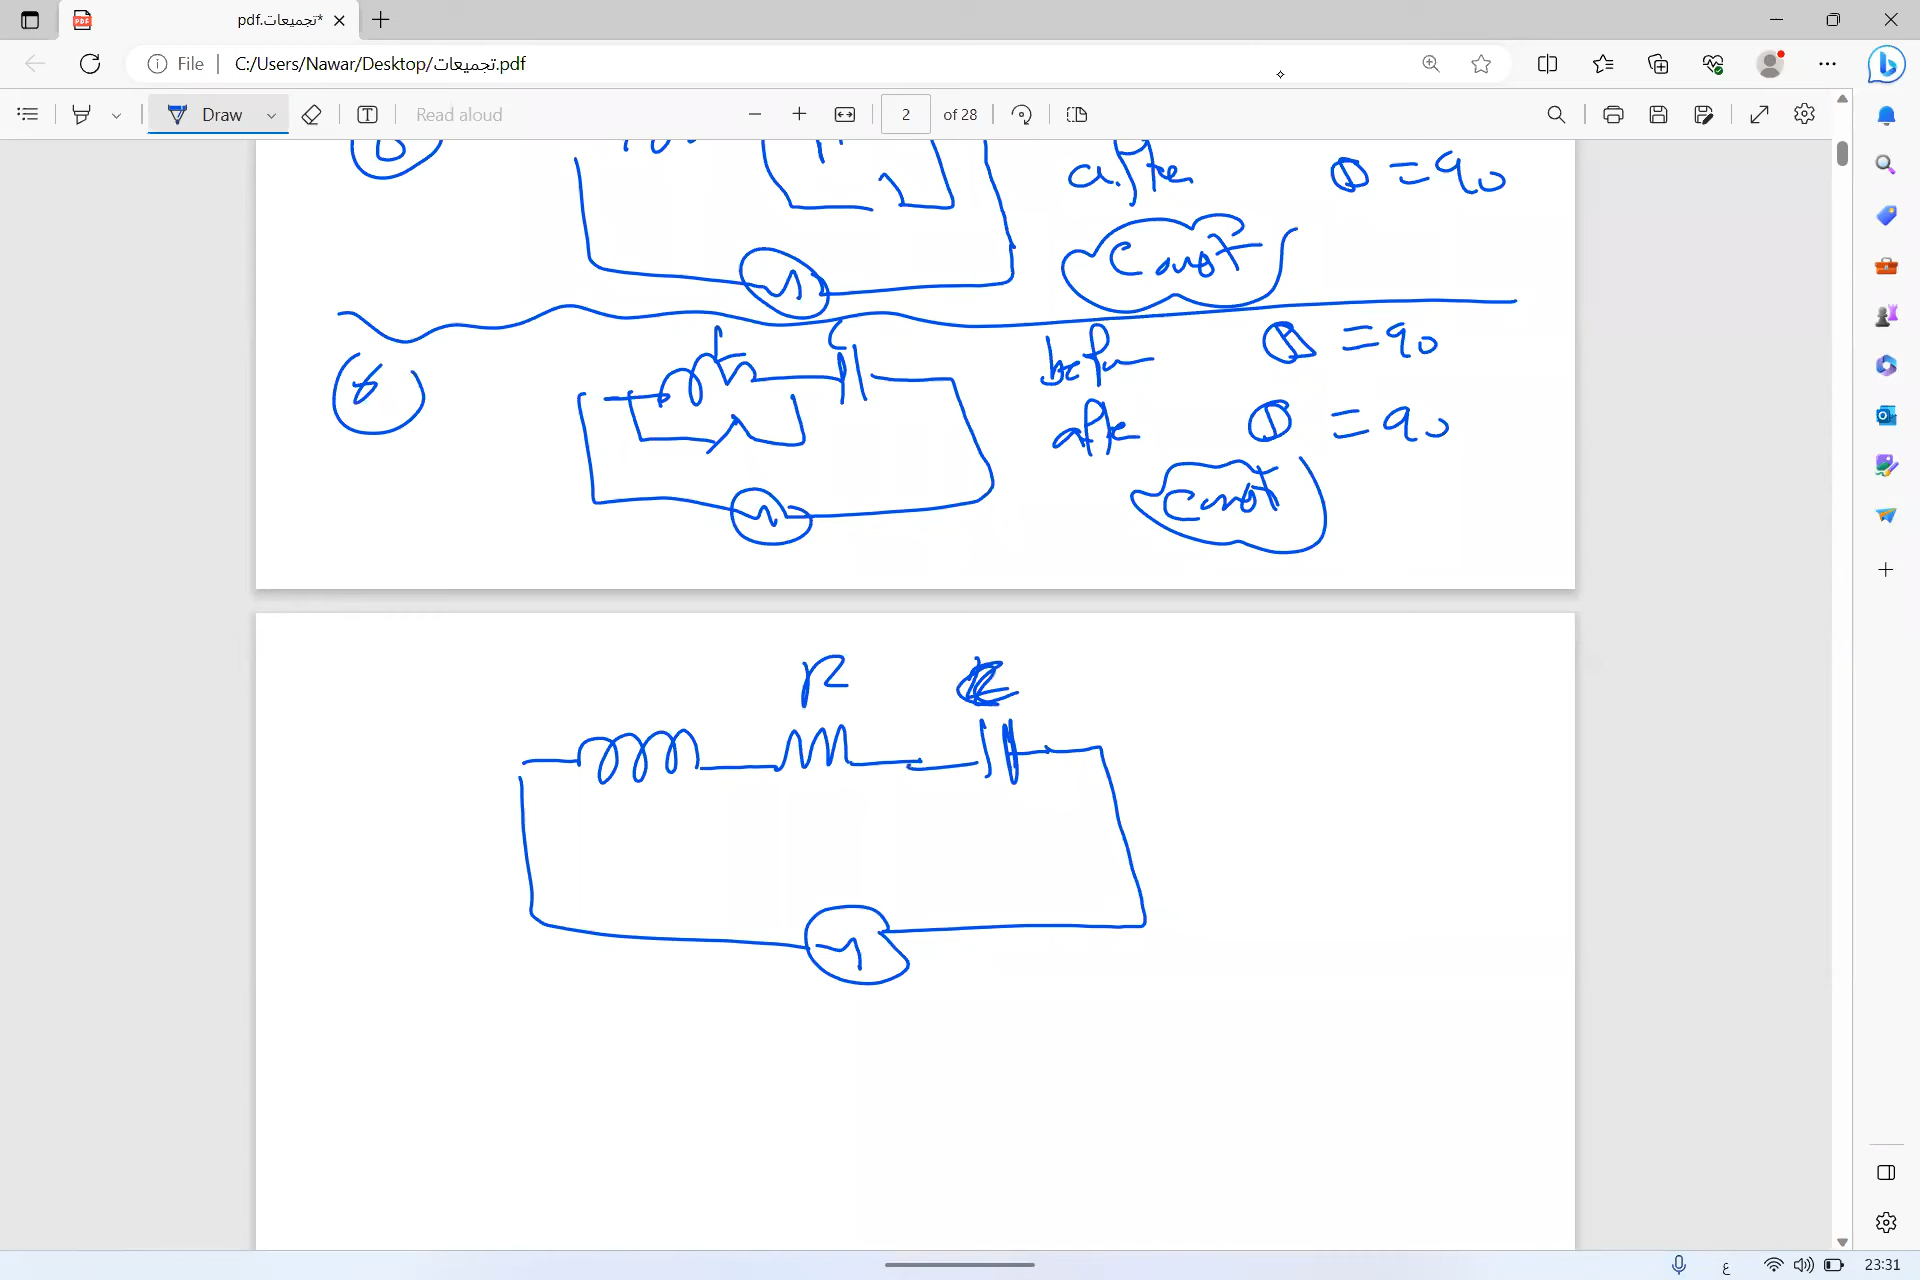 تجميعات.pdf*
File C:/Users/Nawar/Desktop/تجميعات.pdf
Draw
Read aloud
2 of 28
after = 90
Const
L C
before = 90
6
after = 90
Const
R
23:31
ع